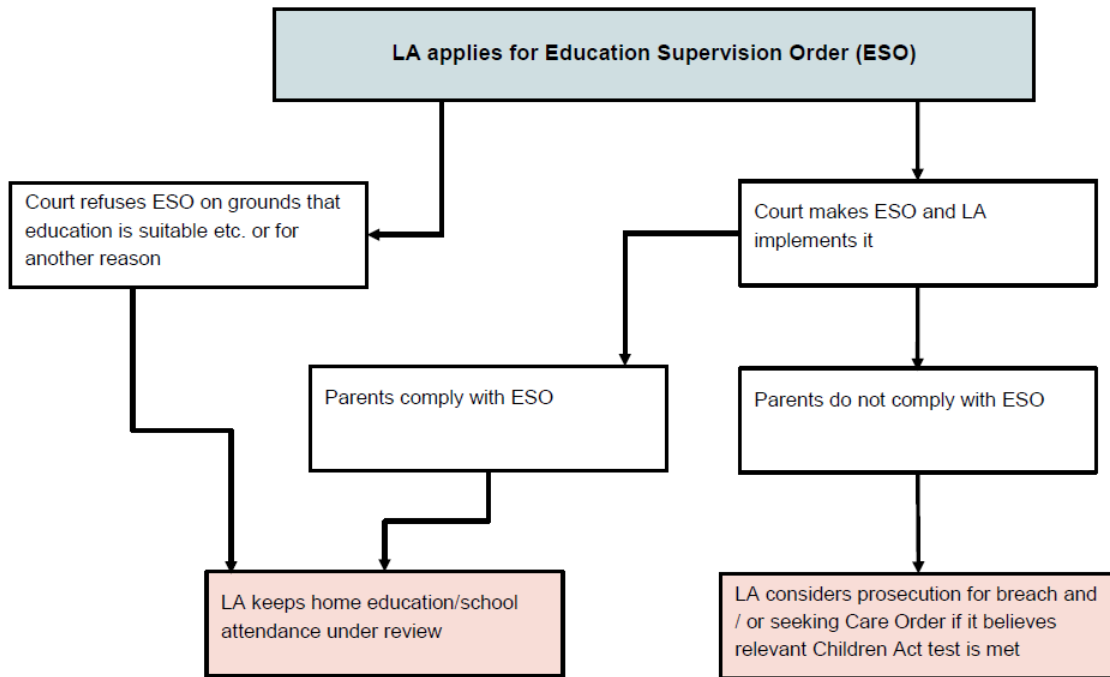 LA applies for Education Supervision Order (ESO)
Court refuses ESO on grounds that
education is suitable etc. or for
another reason
Court makes ESO and LA
implements it
Parents comply with ESO
Parents do not comply with ESO
LA keeps home education/school
attendance under review
LA considers prosecution for breach and
/ or seeking Care Order if it believes
relevant Children Act test is met